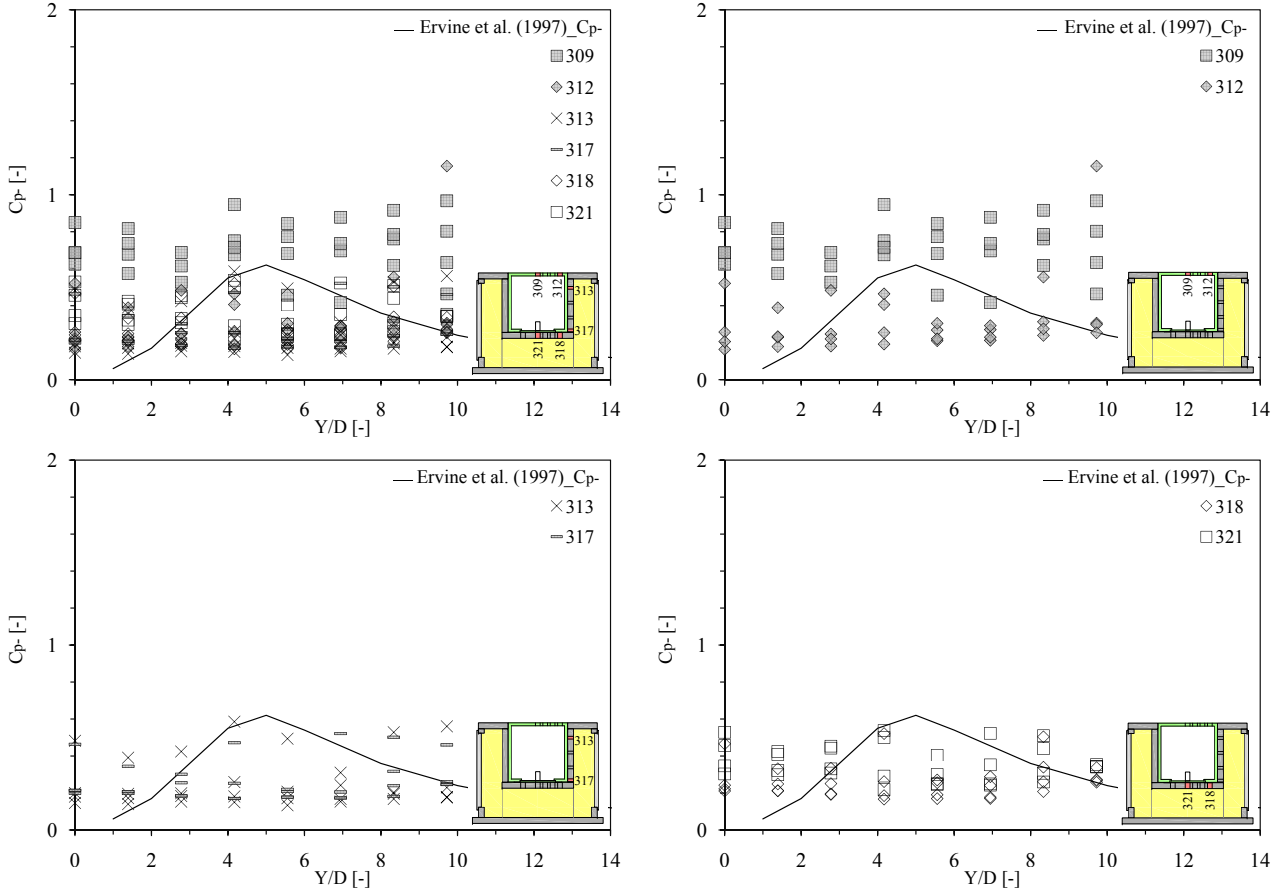 2
1
0
Cp- [-]
Ervine et al. (1997)_Cp-
309
312
313
317
318
321
309
312
313
317
321
318
0 2 4 6 8 10 12 14
Y/D [-]
2
1
0
Cp- [-]
Ervine et al. (1997)_Cp-
309
312
309
312
0 2 4 6 8 10 12 14
Y/D [-]
2
1
0
Cp- [-]
Ervine et al. (1997)_Cp-
313
317
313
317
0 2 4 6 8 10 12 14
Y/D [-]
2
1
0
Cp- [-]
Ervine et al. (1997)_Cp-
318
321
321
318
0 2 4 6 8 10 12 14
Y/D [-]